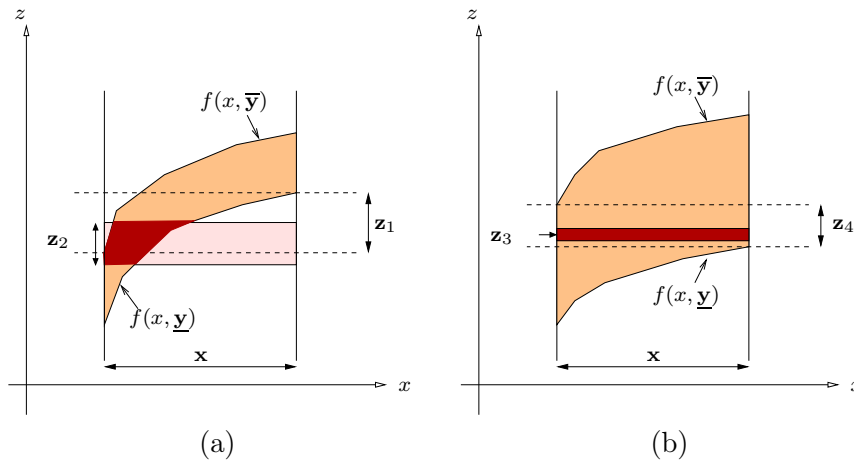 z
f(x, y̅)
z₁
z₂
f(x, y̲)
x
x
(a)
z
f(x, y̅)
z₃
z₄
f(x, y̲)
x
x
(b)